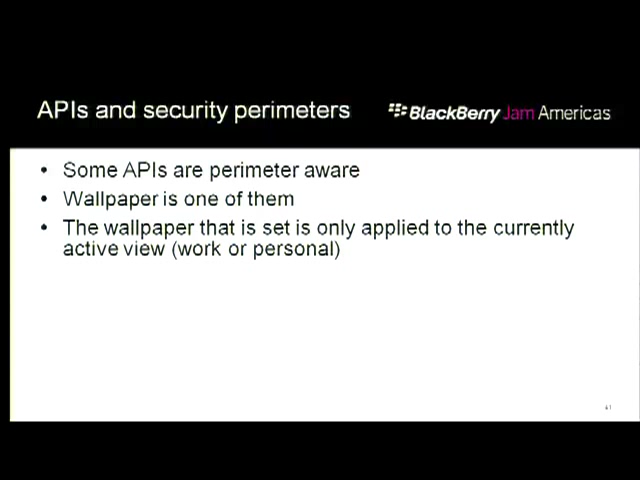 APIs and security perimeters
BlackBerry Jam Americas
• Some APIs are perimeter aware
• Wallpaper is one of them
• The wallpaper that is set is only applied to the currently
active view (work or personal)